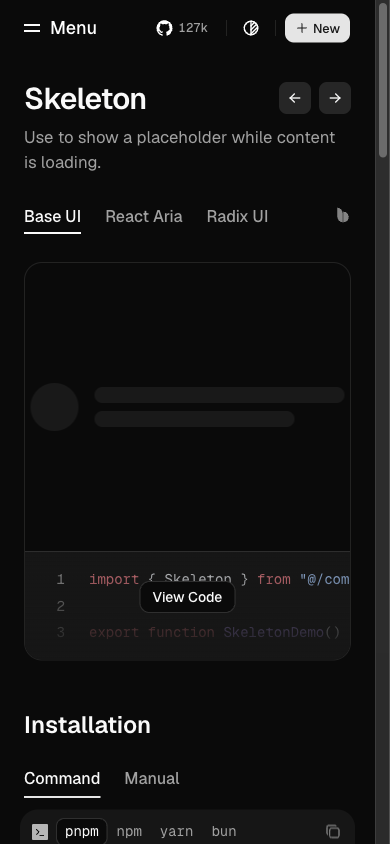 Menu 127k + New
Skeleton
Use to show a placeholder while content
is loading.
Base UI React Aria Radix UI
1 import { Skeleton } from "@/com
View Code
2
3 export function SkeletonDemo()
Installation
Command Manual
pnpm npm yarn bun